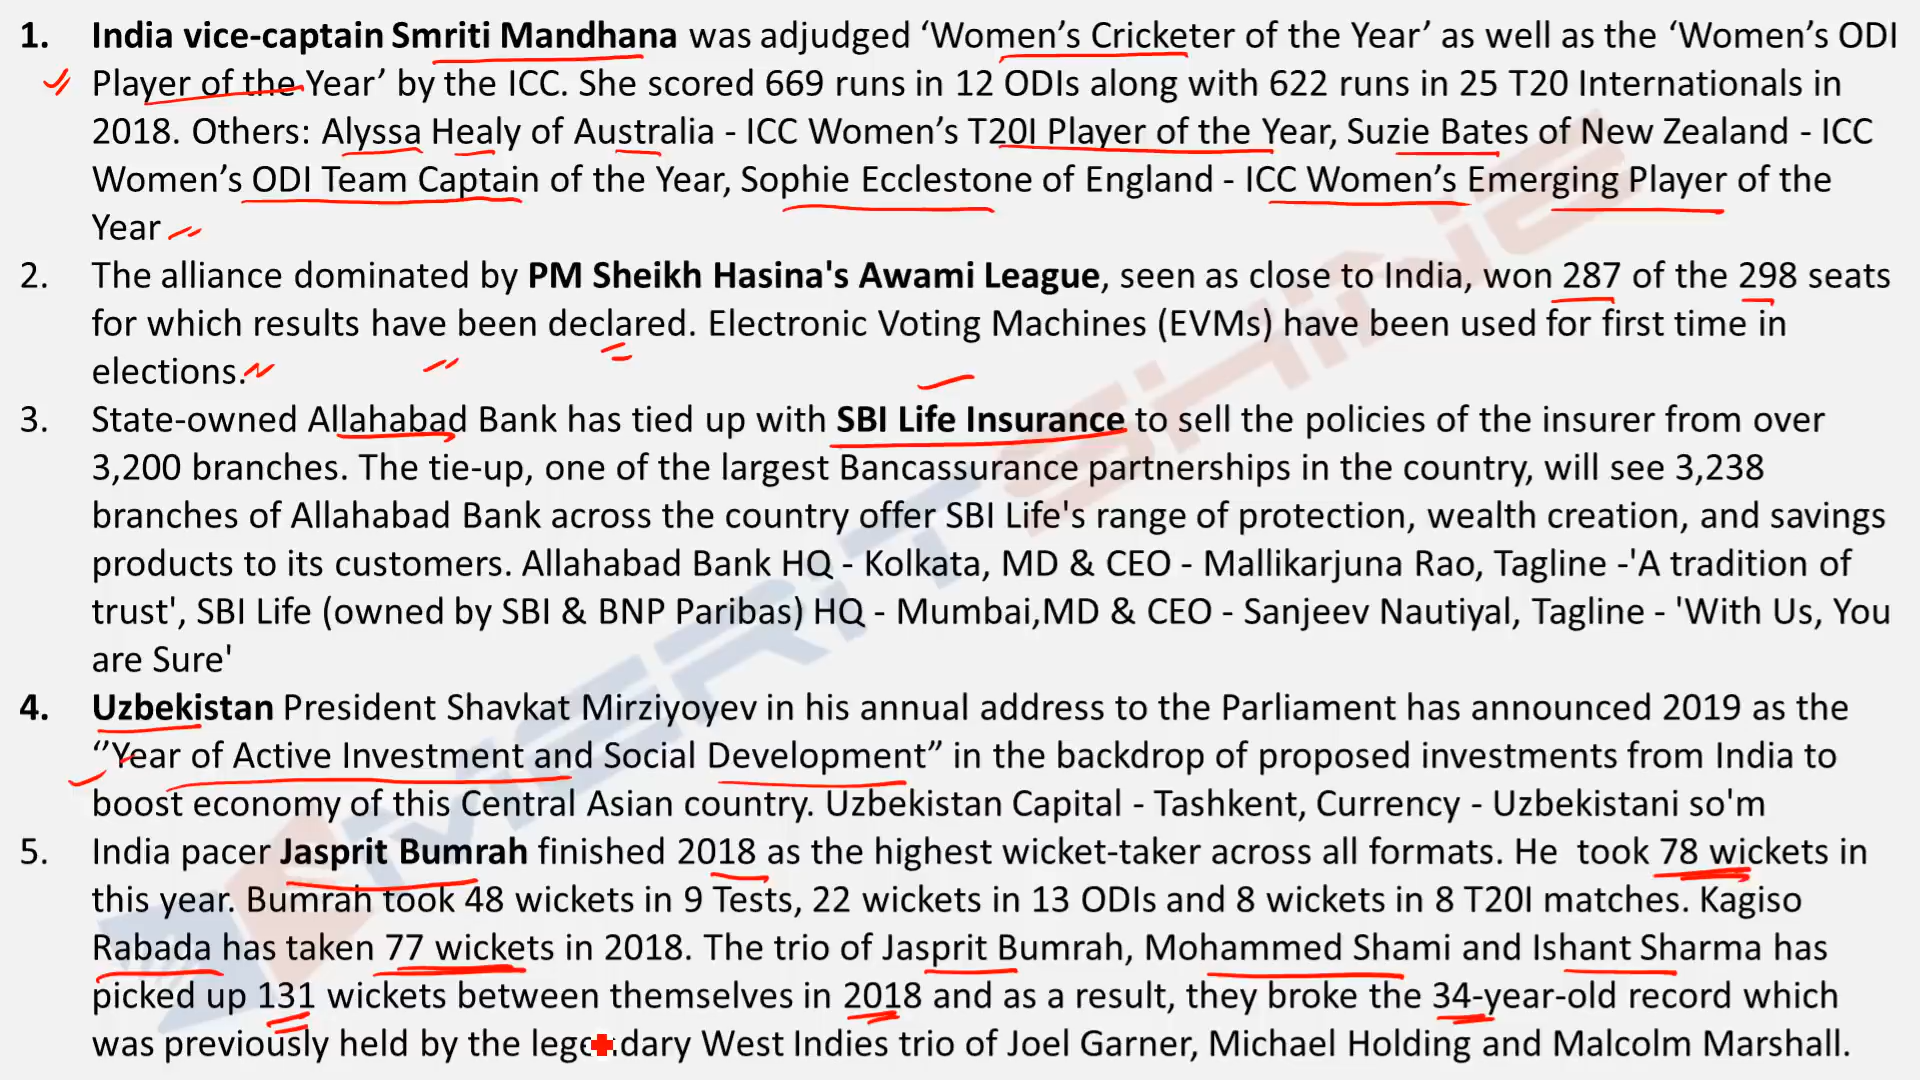 1. India vice-captain Smriti Mandhana was adjudged ‘Women’s Cricketer of the Year’ as well as the ‘Women’s ODI
Player of the Year’ by the ICC. She scored 669 runs in 12 ODIs along with 622 runs in 25 T20 Internationals in
2018. Others: Alyssa Healy of Australia - ICC Women’s T20I Player of the Year, Suzie Bates of New Zealand - ICC
Women’s ODI Team Captain of the Year, Sophie Ecclestone of England - ICC Women’s Emerging Player of the
Year
2. The alliance dominated by PM Sheikh Hasina's Awami League, seen as close to India, won 287 of the 298 seats
for which results have been declared. Electronic Voting Machines (EVMs) have been used for first time in
elections.
3. State-owned Allahabad Bank has tied up with SBI Life Insurance to sell the policies of the insurer from over
3,200 branches. The tie-up, one of the largest Bancassurance partnerships in the country, will see 3,238
branches of Allahabad Bank across the country offer SBI Life's range of protection, wealth creation, and savings
products to its customers. Allahabad Bank HQ - Kolkata, MD & CEO - Mallikarjuna Rao, Tagline -'A tradition of
trust', SBI Life (owned by SBI & BNP Paribas) HQ - Mumbai,MD & CEO - Sanjeev Nautiyal, Tagline - 'With Us, You
are Sure'
4. Uzbekistan President Shavkat Mirziyoyev in his annual address to the Parliament has announced 2019 as the
‘’Year of Active Investment and Social Development” in the backdrop of proposed investments from India to
boost economy of this Central Asian country. Uzbekistan Capital - Tashkent, Currency - Uzbekistani so'm
5. India pacer Jasprit Bumrah finished 2018 as the highest wicket-taker across all formats. He took 78 wickets in
this year. Bumrah took 48 wickets in 9 Tests, 22 wickets in 13 ODIs and 8 wickets in 8 T20I matches. Kagiso
Rabada has taken 77 wickets in 2018. The trio of Jasprit Bumrah, Mohammed Shami and Ishant Sharma has
picked up 131 wickets between themselves in 2018 and as a result, they broke the 34-year-old record which
was previously held by the legendary West Indies trio of Joel Garner, Michael Holding and Malcolm Marshall.
MERiTSHiNE